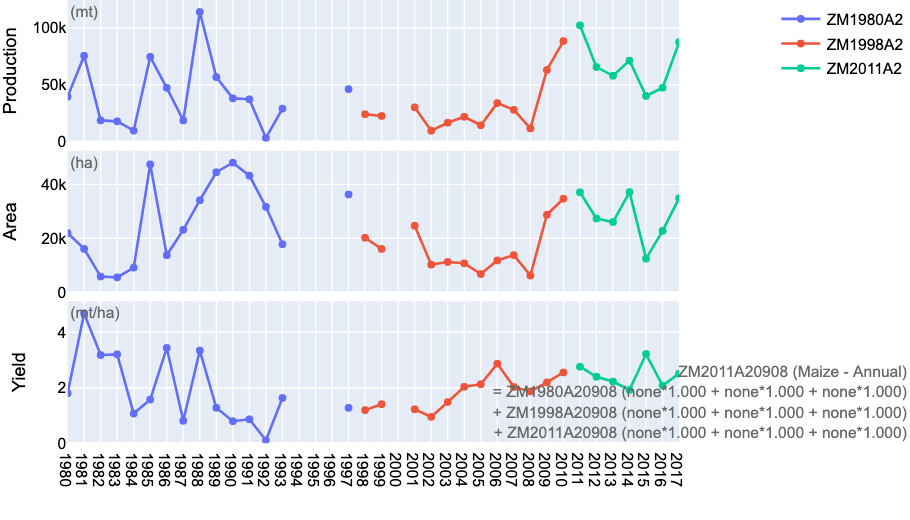 (mt)
Production
100k
50k
0
ZM1980A2
ZM1998A2
ZM2011A2
(ha)
Area
40k
20k
0
(mt/ha)
Yield
4
2
0
ZM2011A20908 (Maize - Annual)
= ZM1980A20908 (none*1.000 + none*1.000 + none*1.000)
+ ZM1998A20908 (none*1.000 + none*1.000 + none*1.000)
+ ZM2011A20908 (none*1.000 + none*1.000 + none*1.000)
1980 1981 1982 1983 1984 1985 1986 1987 1988 1989 1990 1991 1992 1993 1994 1995 1996 1997 1998 1999 2000 2001 2002 2003 2004 2005 2006 2007 2008 2009 2010 2011 2012 2013 2014 2015 2016 2017